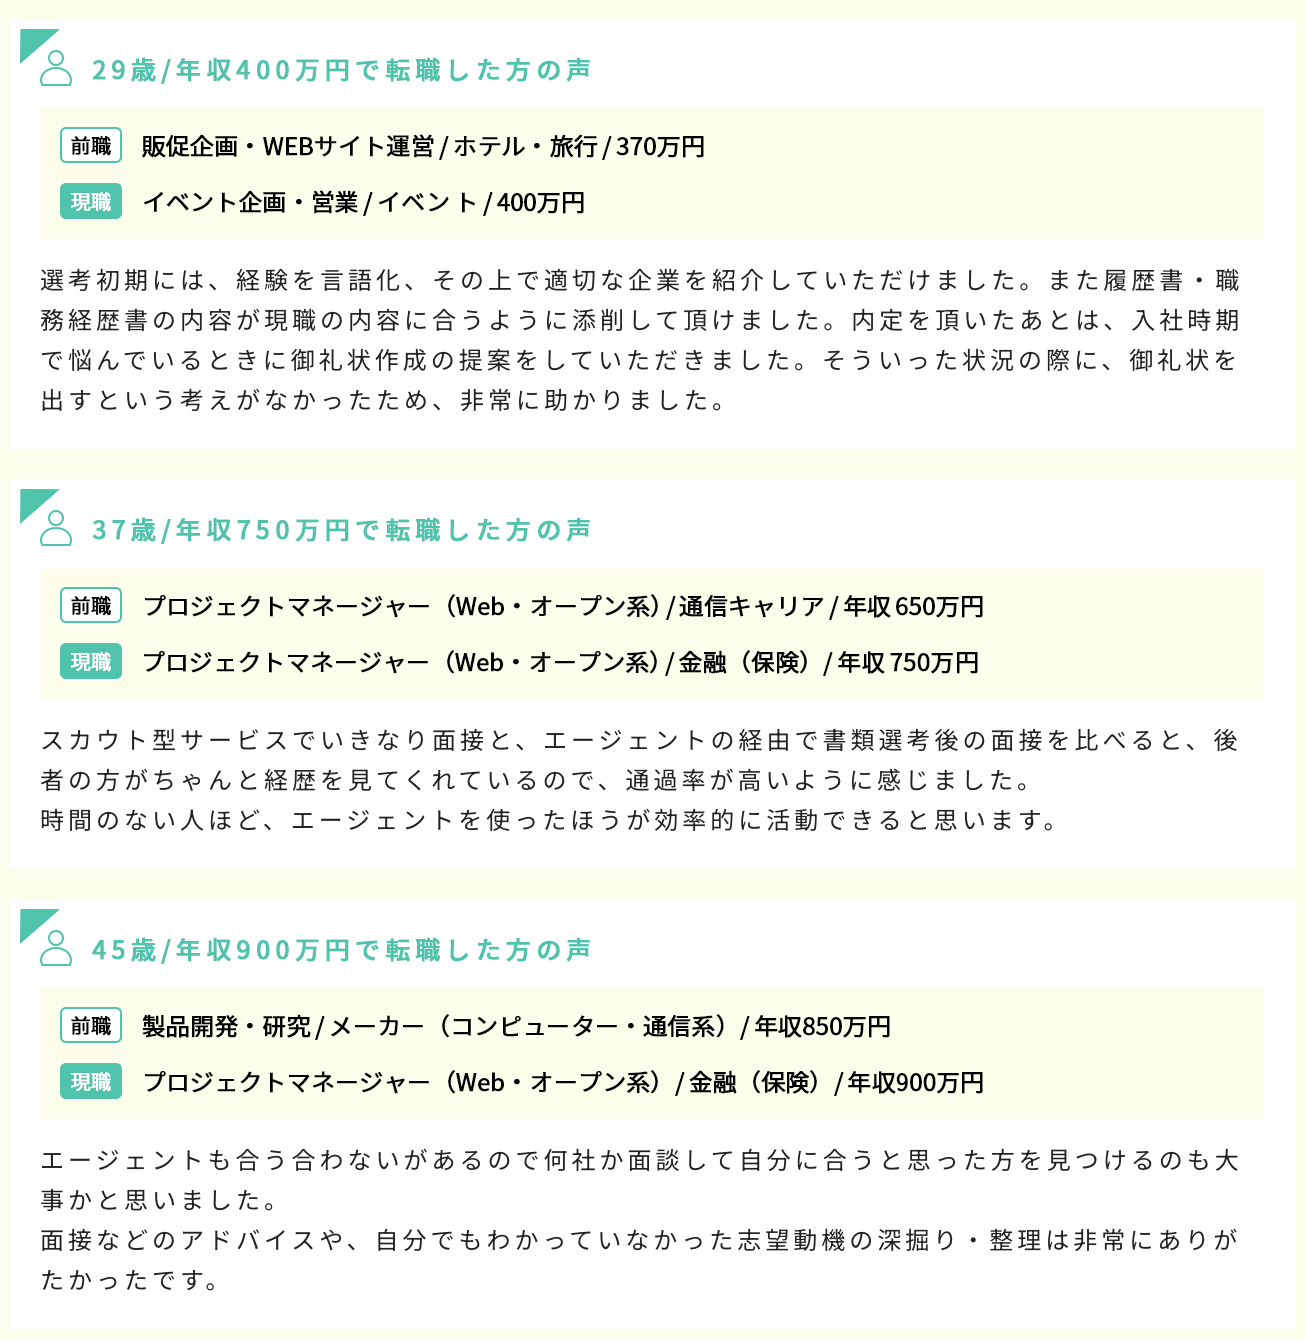 29歳/年収400万円で転職した方の声
前職 販促企画・WEBサイト運営 / ホテル・旅行 / 370万円
現職 イベント企画・営業 / イベント / 400万円
選考初期には、経験を言語化、その上で適切な企業を紹介していただけました。また履歴書・職
務経歴書の内容が現職の内容に合うように添削して頂けました。内定を頂いたあとは、入社時期
で悩んでいるときに御礼状作成の提案をしていただきました。そういった状況の際に、御礼状を
出すという考えがなかったため、非常に助かりました。
37歳/年収750万円で転職した方の声
前職 プロジェクトマネージャー（Web・オープン系）/ 通信キャリア / 年収 650万円
現職 プロジェクトマネージャー（Web・オープン系）/ 金融（保険）/ 年収 750万円
スカウト型サービスでいきなり面接と、エージェントの経由で書類選考後の面接を比べると、後
者の方がちゃんと経歴を見てくれているので、通過率が高いように感じました。
時間のない人ほど、エージェントを使ったほうが効率的に活動できると思います。
45歳/年収900万円で転職した方の声
前職 製品開発・研究 / メーカー（コンピューター・通信系）/ 年収850万円
現職 プロジェクトマネージャー（Web・オープン系）/ 金融（保険）/ 年収900万円
エージェントも合う合わないがあるので何社か面談して自分に合うと思った方を見つけるのも大
事かと思いました。
面接などのアドバイスや、自分でもわかっていなかった志望動機の深掘り・整理は非常にありが
たかったです。